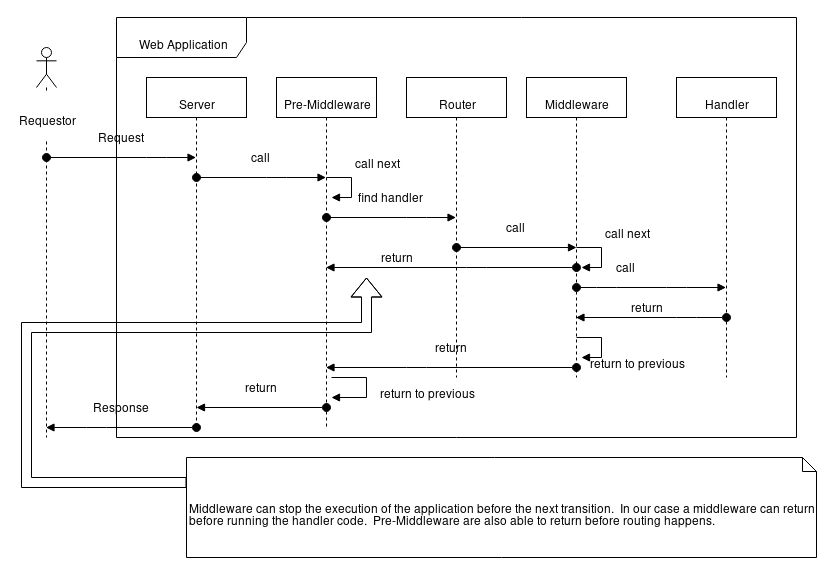 Web Application
Server
Pre-Middleware
Router
Middleware
Handler
Requestor
Request
call
call next
find handler
call
call next
return
call
return
return
return to previous
return
return to previous
Response
Middleware can stop the execution of the application before the next transition.  In our case a middleware can return
before running the handler code.  Pre-Middleware are also able to return before routing happens.